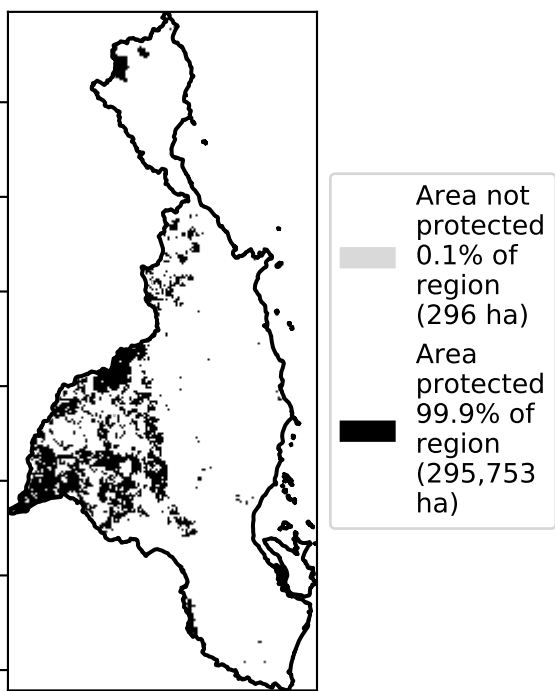 Area not
protected
0.1% of
region
(296 ha)
Area
protected
99.9% of
region
(295,753
ha)